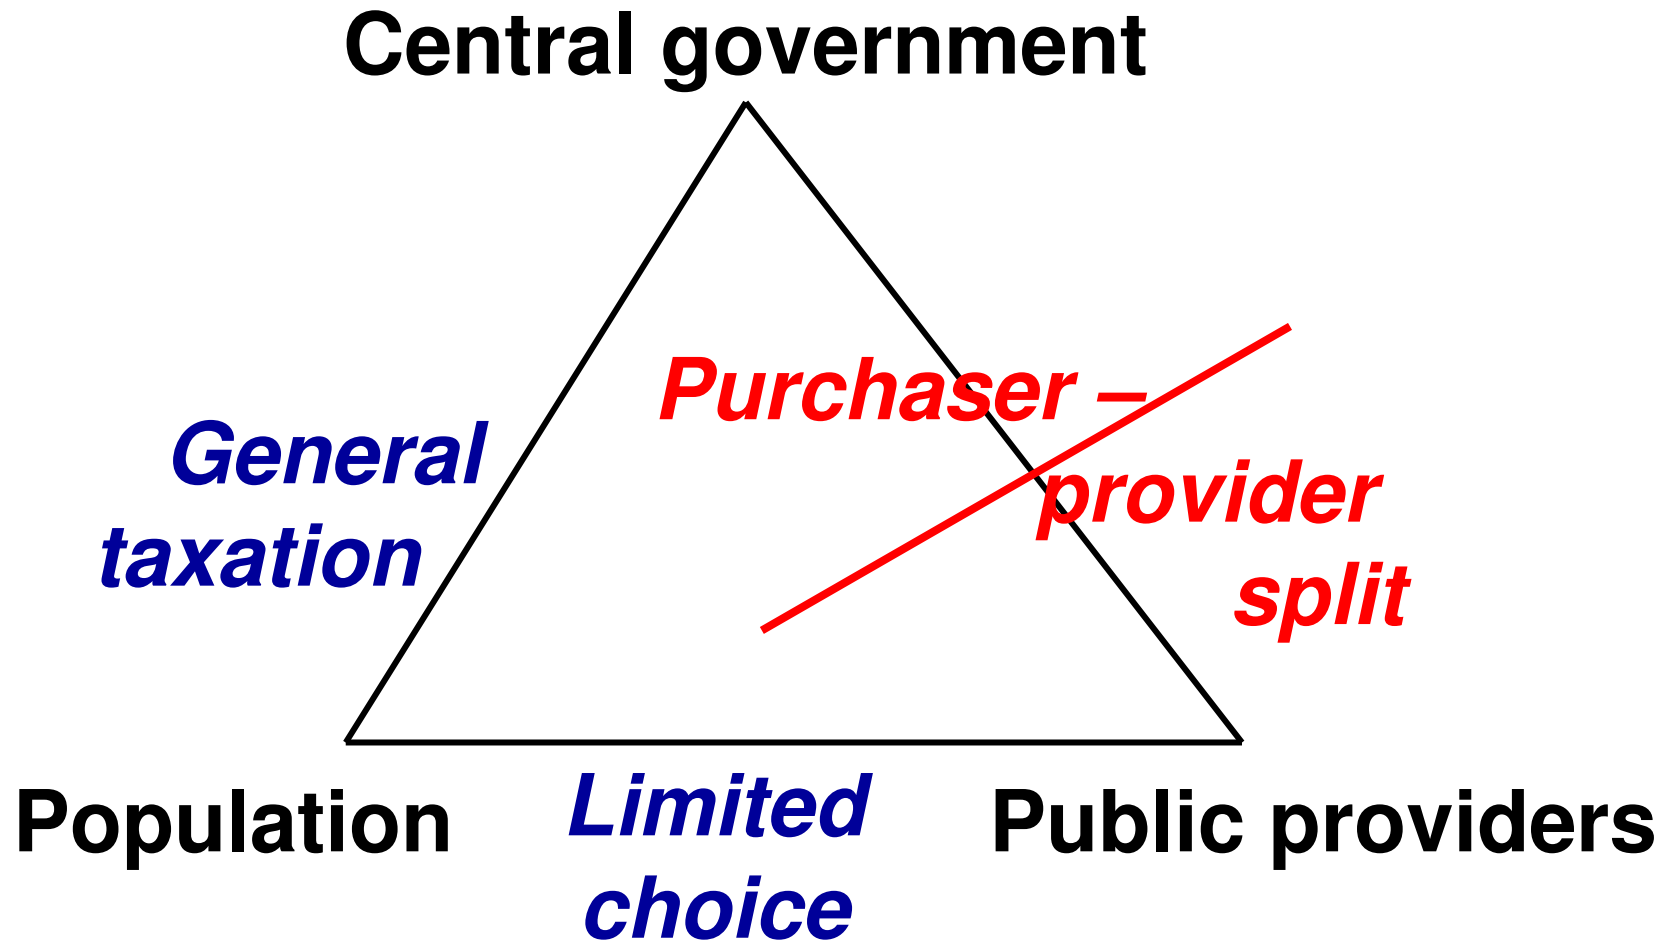 Central government
Purchaser –
General
provider
taxation
split
Population
Limited
Public providers
choice